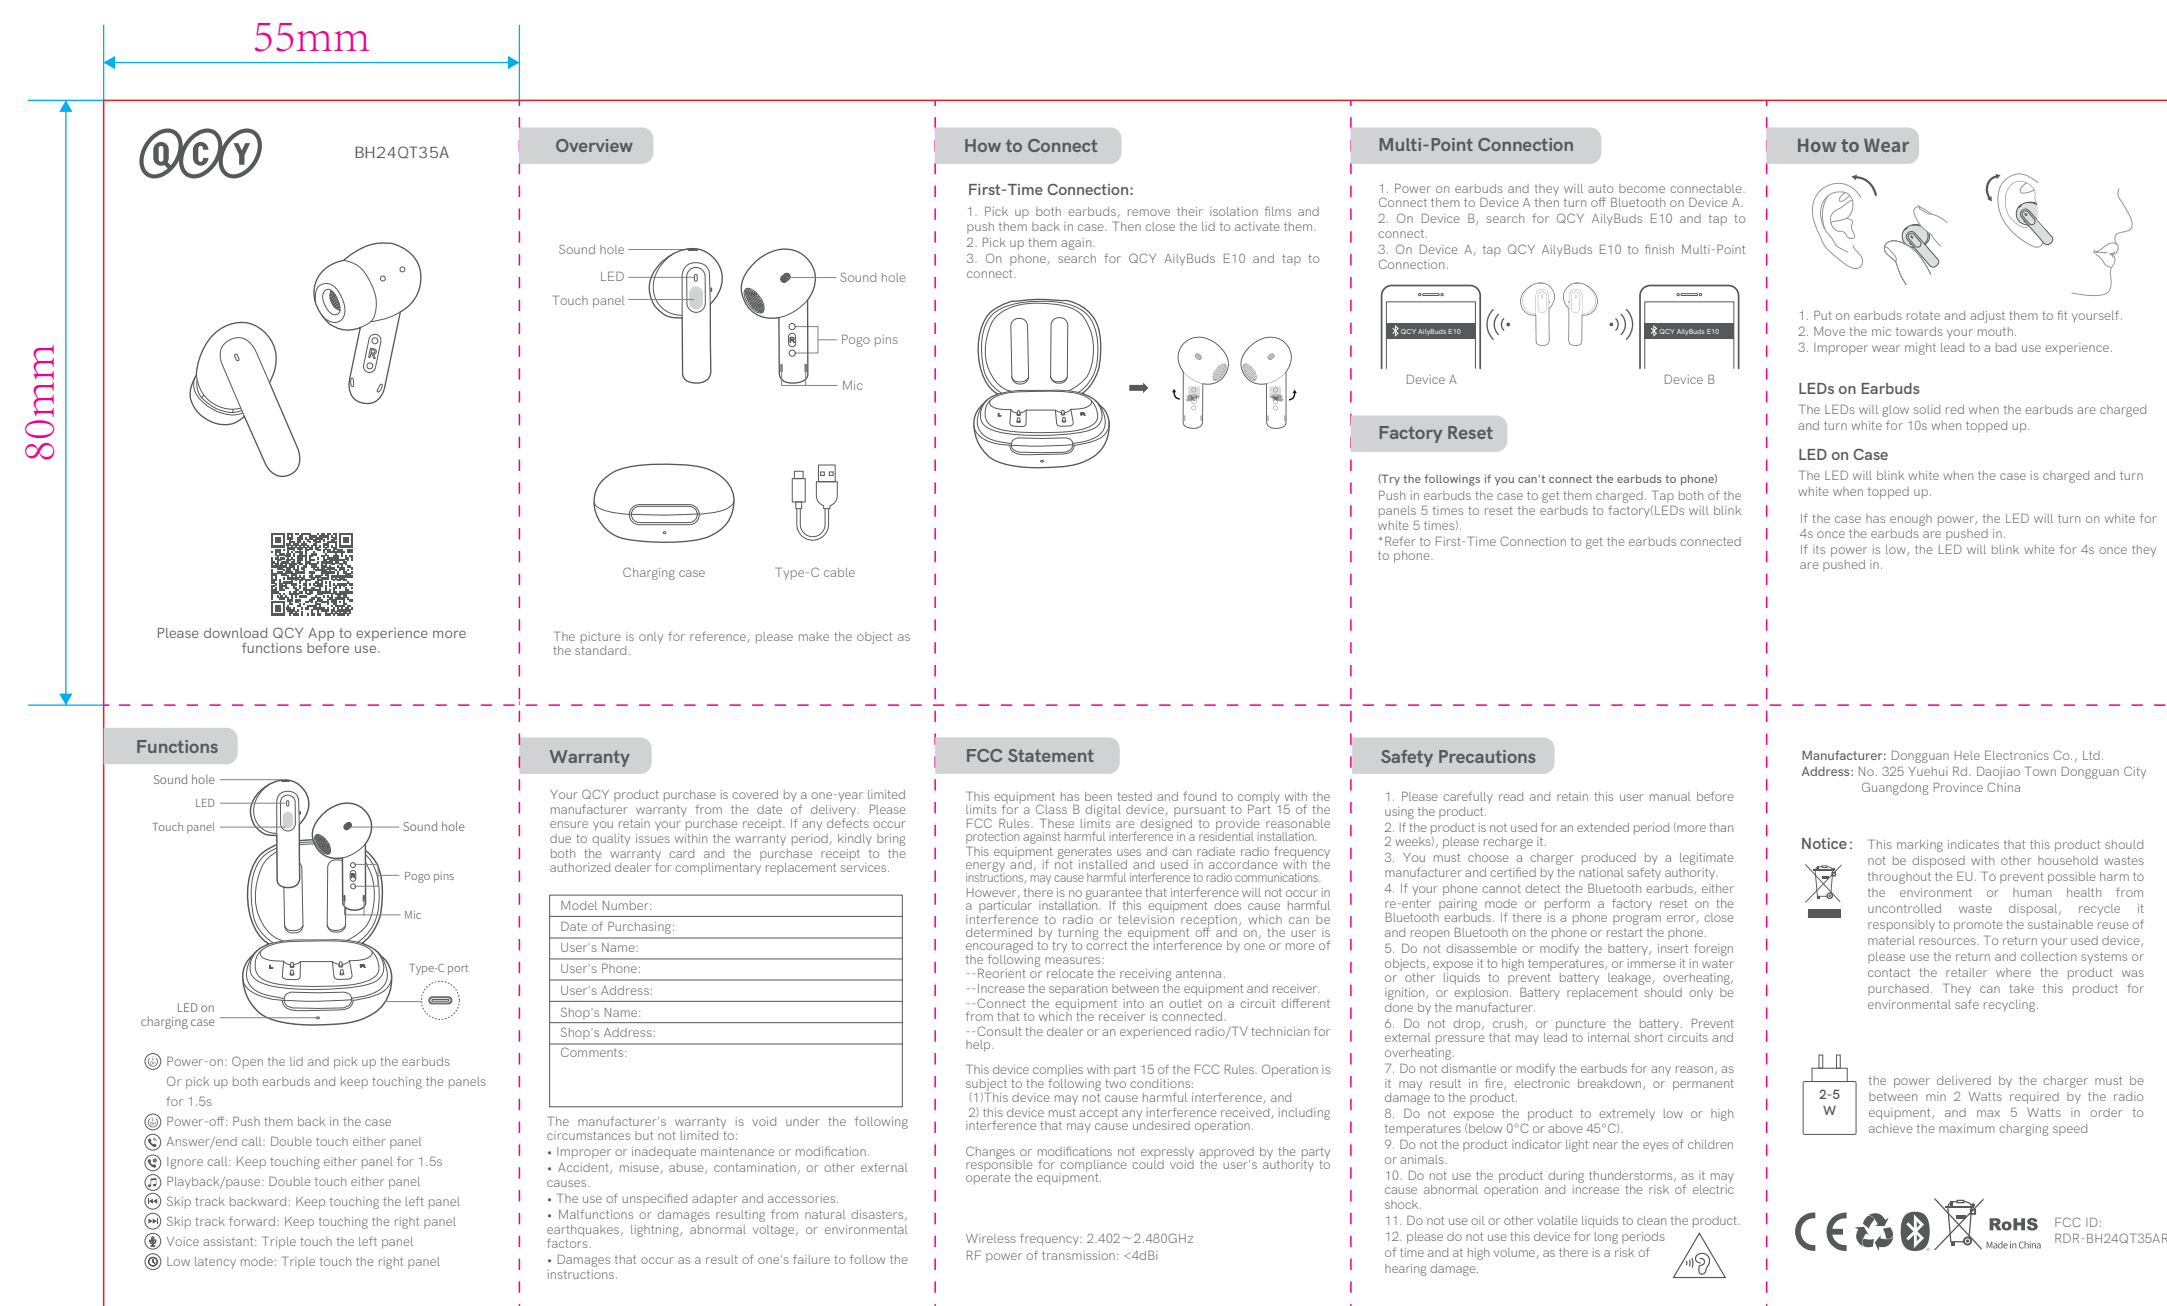 55mm
80mm
QCY
BH24QT35A
Please download QCY App to experience more
functions before use.
Overview
Sound hole
LED
Touch panel
Sound hole
Pogo pins
Mic
R
Charging case
Type-C cable
The picture is only for reference, please make the object as
the standard.
How to Connect
First-Time Connection:
1. Pick up both earbuds, remove their isolation films and
push them back in case. Then close the lid to activate them.
2. Pick up them again.
3. On phone, search for QCY AilyBuds E10 and tap to
connect.
L R
Multi-Point Connection
1. Power on earbuds and they will auto become connectable.
Connect them to Device A then turn off Bluetooth on Device A.
2. On Device B, search for QCY AilyBuds E10 and tap to
connect.
3. On Device A, tap QCY AilyBuds E10 to finish Multi-Point
Connection.
QCY AilyBuds E10
QCY AilyBuds E10
Device A
Device B
Factory Reset
(Try the followings if you can't connect the earbuds to phone)
Push in earbuds the case to get them charged. Tap both of the
panels 5 times to reset the earbuds to factory(LEDs will blink
white 5 times).
*Refer to First-Time Connection to get the earbuds connected
to phone.
How to Wear
1. Put on earbuds rotate and adjust them to fit yourself.
2. Move the mic towards your mouth.
3. Improper wear might lead to a bad use experience.
LEDs on Earbuds
The LEDs will glow solid red when the earbuds are charged
and turn white for 10s when topped up.
LED on Case
The LED will blink white when the case is charged and turn
white when topped up.
If the case has enough power, the LED will turn on white for
4s once the earbuds are pushed in.
If its power is low, the LED will blink white for 4s once they
are pushed in.
Functions
Sound hole
LED
Touch panel
Sound hole
Pogo pins
Mic
R
L R
Type-C port
LED on
charging case
Power-on: Open the lid and pick up the earbuds
Or pick up both earbuds and keep touching the panels
for 1.5s
Power-off: Push them back in the case
Answer/end call: Double touch either panel
Ignore call: Keep touching either panel for 1.5s
Playback/pause: Double touch either panel
Skip track backward: Keep touching the left panel
Skip track forward: Keep touching the right panel
Voice assistant: Triple touch the left panel
Low latency mode: Triple touch the right panel
Warranty
Your QCY product purchase is covered by a one-year limited
manufacturer warranty from the date of delivery. Please
ensure you retain your purchase receipt. If any defects occur
due to quality issues within the warranty period, kindly bring
both the warranty card and the purchase receipt to the
authorized dealer for complimentary replacement services.
Model Number:
Date of Purchasing:
User's Name:
User's Phone:
User's Address:
Shop's Name:
Shop's Address:
Comments:
The manufacturer's warranty is void under the following
circumstances but not limited to:
• Improper or inadequate maintenance or modification.
• Accident, misuse, abuse, contamination, or other external
causes.
• The use of unspecified adapter and accessories.
• Malfunctions or damages resulting from natural disasters,
earthquakes, lightning, abnormal voltage, or environmental
factors.
• Damages that occur as a result of one's failure to follow the
instructions.
FCC Statement
This equipment has been tested and found to comply with the
limits for a Class B digital device, pursuant to Part 15 of the
FCC Rules. These limits are designed to provide reasonable
protection against harmful interference in a residential installation.
This equipment generates uses and can radiate radio frequency
energy and, if not installed and used in accordance with the
instructions, may cause harmful interference to radio communications.
However, there is no guarantee that interference will not occur in
a particular installation. If this equipment does cause harmful
interference to radio or television reception, which can be
determined by turning the equipment off and on, the user is
encouraged to try to correct the interference by one or more of
the following measures:
--Reorient or relocate the receiving antenna.
--Increase the separation between the equipment and receiver.
--Connect the equipment into an outlet on a circuit different
from that to which the receiver is connected.
--Consult the dealer or an experienced radio/TV technician for
help.
This device complies with part 15 of the FCC Rules. Operation is
subject to the following two conditions:
(1)This device may not cause harmful interference, and
2) this device must accept any interference received, including
interference that may cause undesired operation.
Changes or modifications not expressly approved by the party
responsible for compliance could void the user's authority to
operate the equipment.
Wireless frequency: 2.402~2.480GHz
RF power of transmission: <4dBi
Safety Precautions
1. Please carefully read and retain this user manual before
using the product.
2. If the product is not used for an extended period (more than
2 weeks), please recharge it.
3. You must choose a charger produced by a legitimate
manufacturer and certified by the national safety authority.
4. If your phone cannot detect the Bluetooth earbuds, either
re-enter pairing mode or perform a factory reset on the
Bluetooth earbuds. If there is a phone program error, close
and reopen Bluetooth on the phone or restart the phone.
5. Do not disassemble or modify the battery, insert foreign
objects, expose it to high temperatures, or immerse it in water
or other liquids to prevent battery leakage, overheating,
ignition, or explosion. Battery replacement should only be
done by the manufacturer.
6. Do not drop, crush, or puncture the battery. Prevent
external pressure that may lead to internal short circuits and
overheating.
7. Do not dismantle or modify the earbuds for any reason, as
it may result in fire, electronic breakdown, or permanent
damage to the product.
8. Do not expose the product to extremely low or high
temperatures (below 0°C or above 45°C).
9. Do not the product indicator light near the eyes of children
or animals.
10. Do not use the product during thunderstorms, as it may
cause abnormal operation and increase the risk of electric
shock.
11. Do not use oil or other volatile liquids to clean the product.
12. please do not use this device for long periods
of time and at high volume, as there is a risk of
hearing damage.
Manufacturer: Dongguan Hele Electronics Co., Ltd.
Address: No. 325 Yuehui Rd. Daojiao Town Dongguan City
Guangdong Province China
Notice:
This marking indicates that this product should
not be disposed with other household wastes
throughout the EU. To prevent possible harm to
the environment or human health from
uncontrolled waste disposal, recycle it
responsibly to promote the sustainable reuse of
material resources. To return your used device,
please use the return and collection systems or
contact the retailer where the product was
purchased. They can take this product for
environmental safe recycling.
2-5
W
the power delivered by the charger must be
between min 2 Watts required by the radio
equipment, and max 5 Watts in order to
achieve the maximum charging speed
CE
RoHS
Made in China
FCC ID:
RDR-BH24QT35AR